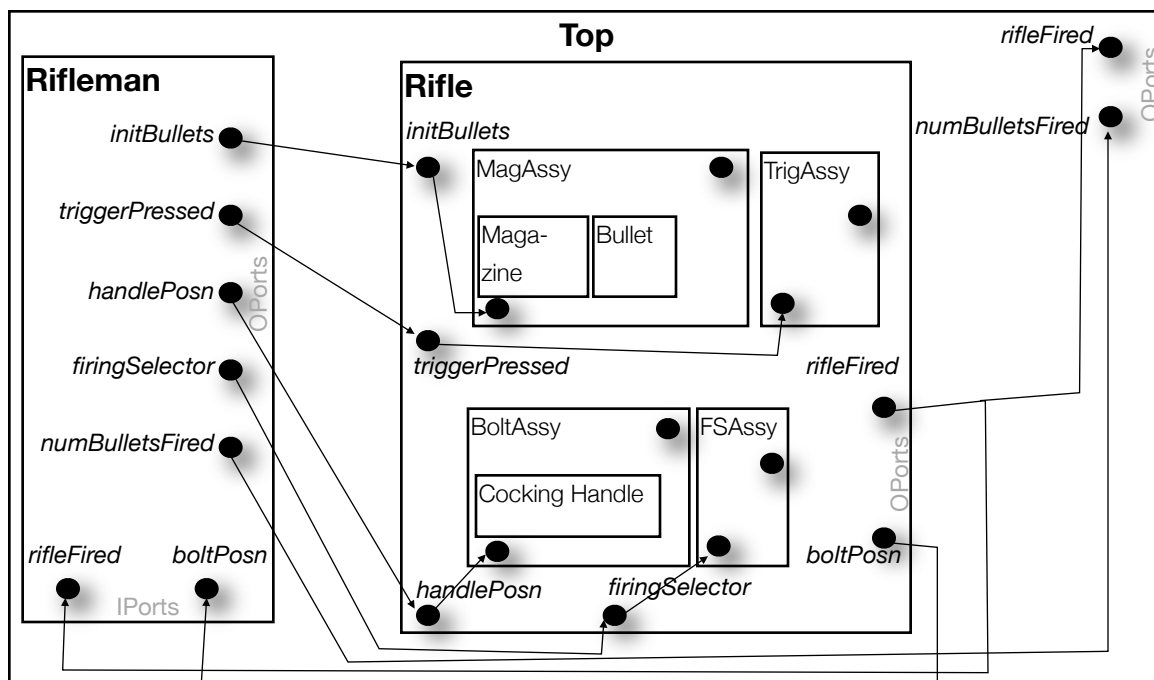 Top
rifleFired
OPorts
numBulletsFired
Rifleman
initBullets
triggerPressed
handlePosn
OPorts
firingSelector
numBulletsFired
rifleFired
boltPosn
IPorts
Rifle
initBullets
MagAssy
Maga-
zine
Bullet
TrigAssy
triggerPressed
rifleFired
BoltAssy
Cocking Handle
FSAssy
OPorts
boltPosn
handlePosn
firingSelector